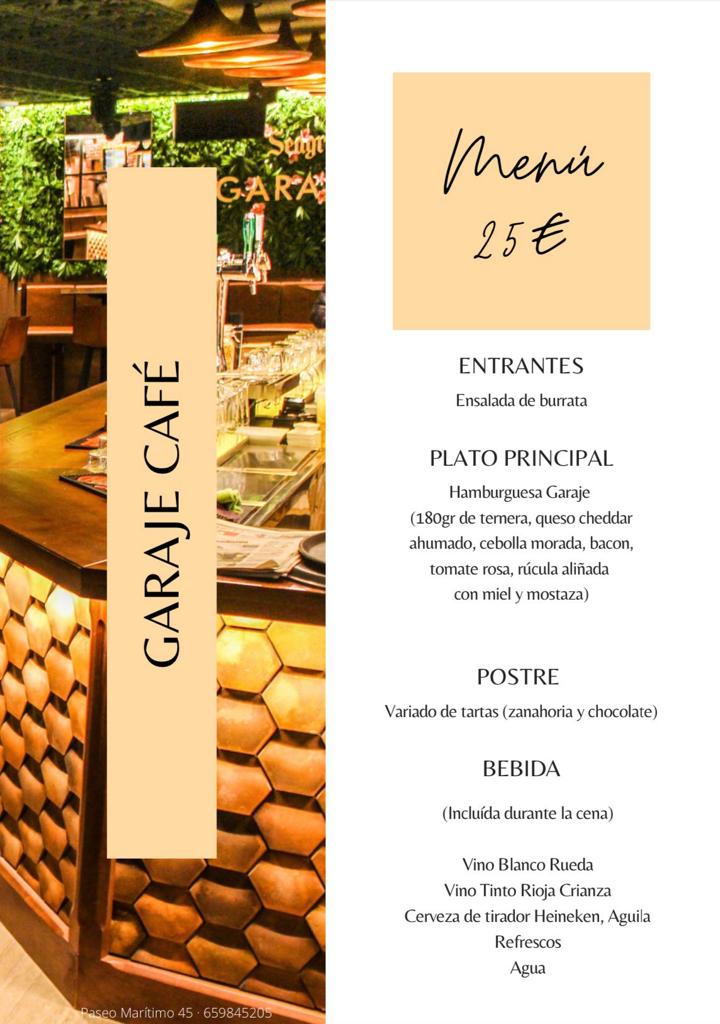 GARA
GARAJE CAFÉ
Paseo Marítimo 45 · 659845205
Menú
25€
ENTRANTES
Ensalada de burrata
PLATO PRINCIPAL
Hamburguesa Garaje
(180gr de ternera, queso cheddar
ahumado, cebolla morada, bacon,
tomate rosa, rúcula aliñada
con miel y mostaza)
POSTRE
Variado de tartas (zanahoria y chocolate)
BEBIDA
(Incluída durante la cena)
Vino Blanco Rueda
Vino Tinto Rioja Crianza
Cerveza de tirador Heineken, Aguila
Refrescos
Agua